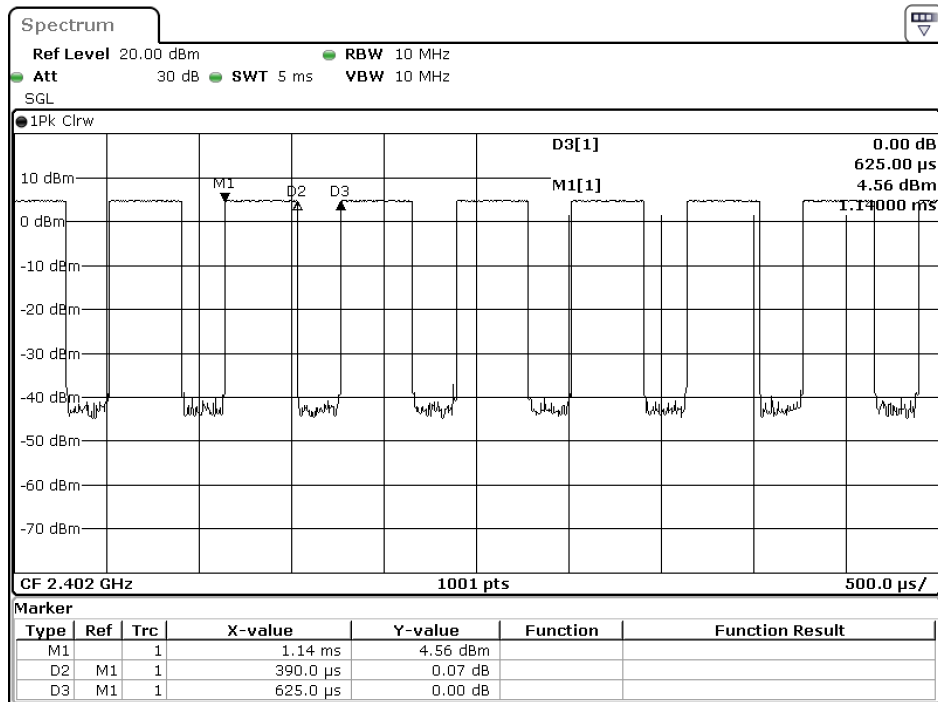 Spectrum
Ref Level 20.00 dBm RBW 10 MHz
Att 30 dB SWT 5 ms VBW 10 MHz
SGL
1Pk Clrw
D3[1] 0.00 dB
625.00 µs
10 dBm M1 M1[1] 4.56 dBm
D2 D3 1.14000 ms
0 dBm
-10 dBm
-20 dBm
-30 dBm
-40 dBm
-50 dBm
-60 dBm
-70 dBm
CF 2.402 GHz 1001 pts 500.0 µs/
Marker
Type Ref Trc X-value Y-value Function Function Result
M1 1 1.14 ms 4.56 dBm
D2 M1 1 390.0 µs 0.07 dB
D3 M1 1 625.0 µs 0.00 dB